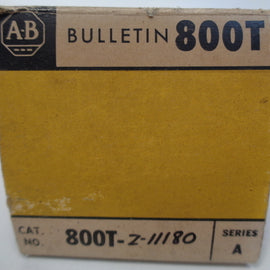 A-B BULLETIN 800T
CAT. NO. 800T-Z-11180 SERIES A